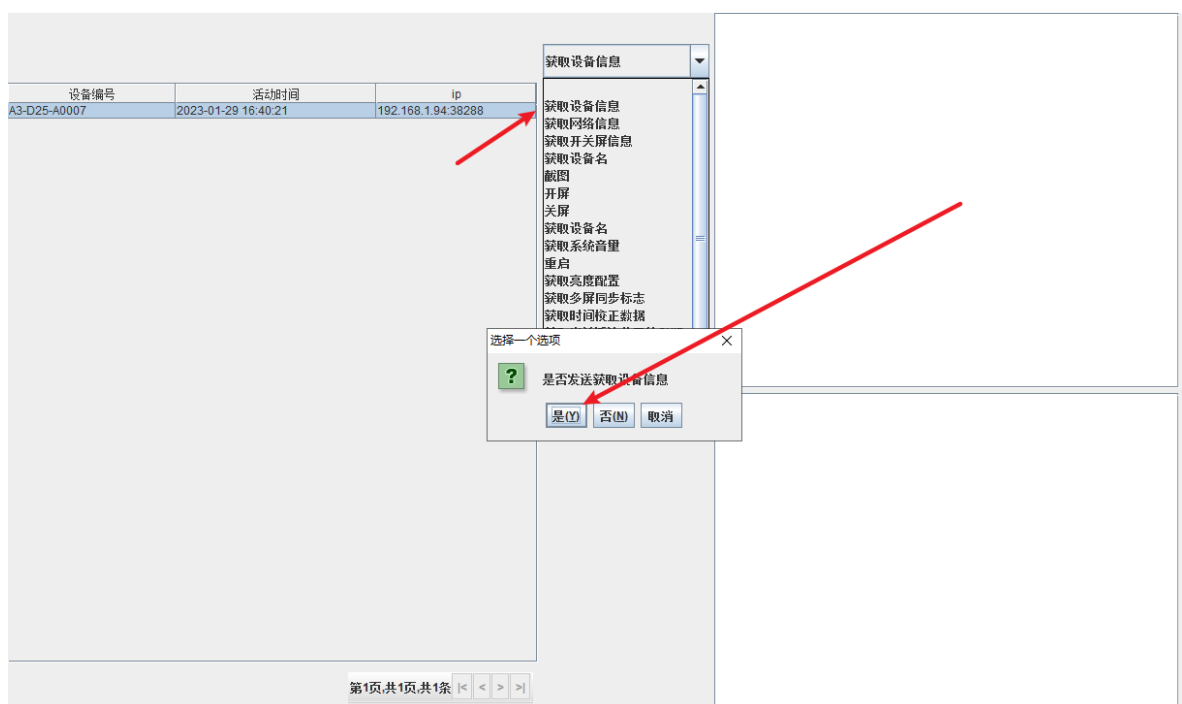 获取设备信息
设备编号 活动时间 ip
A3-D25-A0007 2023-01-29 16:40:21 192.168.1.94:38288
获取设备信息
获取网络信息
获取开关屏信息
获取设备名
截图
开屏
关屏
获取设备名
获取系统音量
重启
获取亮度配置
获取多屏同步标志
获取时间校正数据
选择一个选项
是否发送获取设备信息
是(Y) 否(N) 取消
第1页,共1页,共1条 |< < > >|